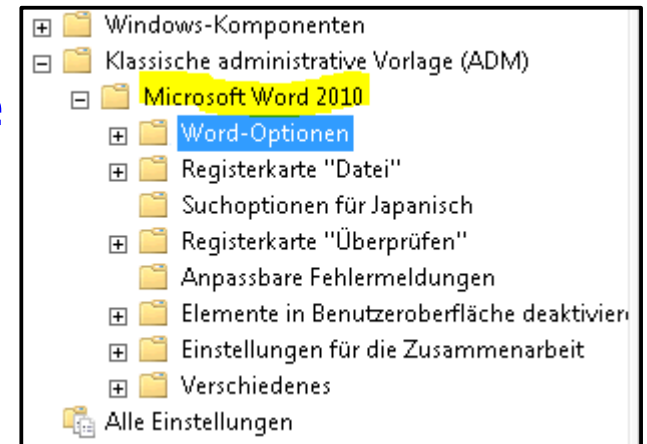 Windows-Komponenten
Klassische administrative Vorlage (ADM)
Microsoft Word 2010
Word-Optionen
Registerkarte "Datei"
Suchoptionen für Japanisch
Registerkarte "Überprüfen"
Anpassbare Fehlermeldungen
Elemente in Benutzeroberfläche
Einstellungen für die Zusammenarbeit
Verschiedenes
Alle Einstellungen